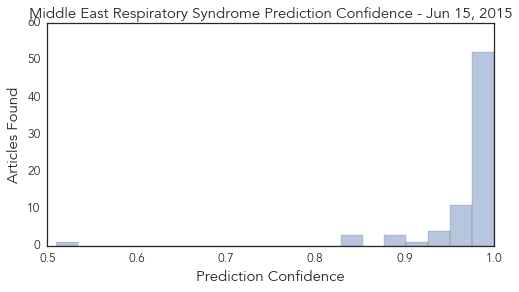 Middle East Respiratory Syndrome Prediction Confidence - Jun 15, 2015
60
50
40
30
20
10
0
Articles Found
0.5 0.6 0.7 0.8 0.9 1.0
Prediction Confidence